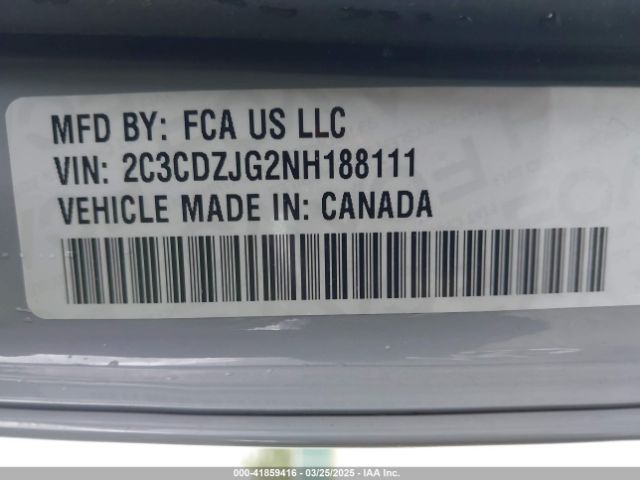 MFD BY: FCA US LLC
VIN: 2C3CDZJG2NH188111
VEHICLE MADE IN: CANADA
000-41859416 - 03/25/2025 - IAA Inc.